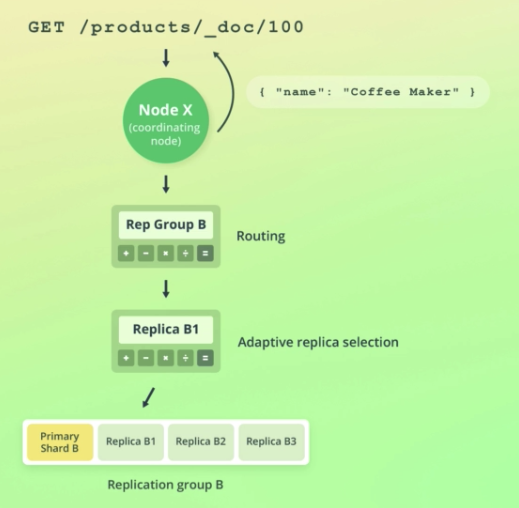 GET /products/_doc/100
{ "name": "Coffee Maker" }
Node X
(coordinating
node)
Rep Group B
+ - × ÷ =
Routing
Replica B1
+ - × ÷ =
Adaptive replica selection
Primary
Shard B
Replica B1
Replica B2
Replica B3
Replication group B